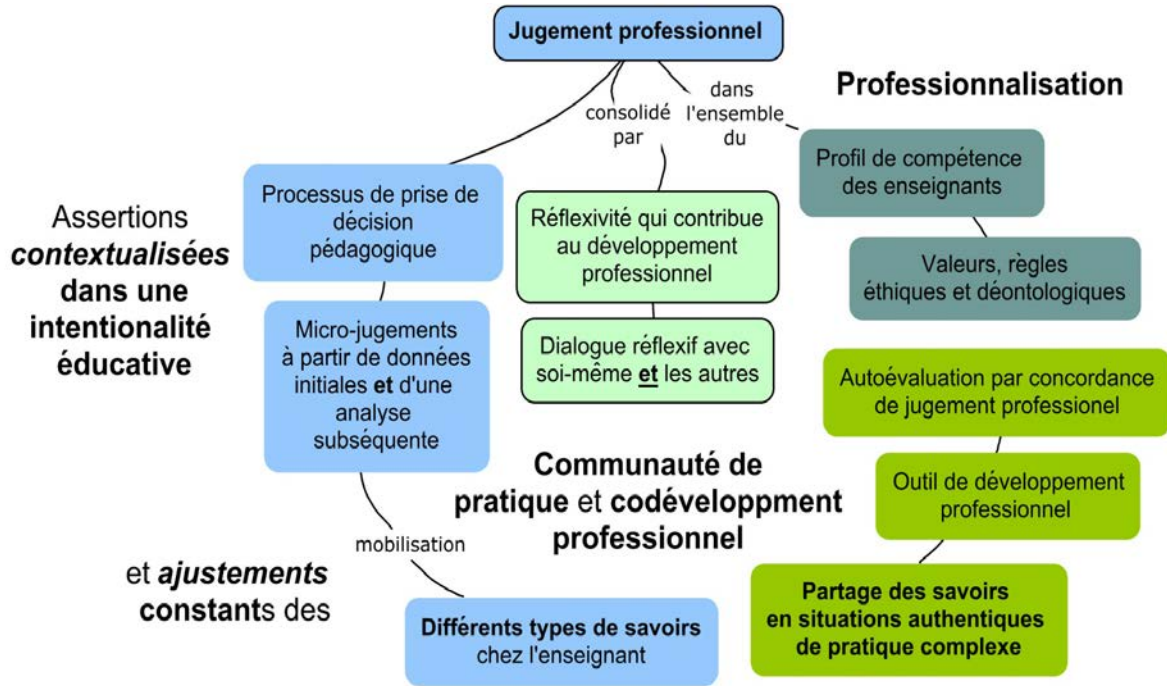 Jugement professionnel
Professionnalisation
consolidé
par
dans
l'ensemble
du
Profil de compétence
des enseignants
Valeurs, règles
éthiques et déontologiques
Assertions
contextualisées
dans une
intentionalité
éducative
Processus de prise de
décision
pédagogique
Micro-jugements
à partir de données
initiales et d'une
analyse
subséquente
Réflexivité qui contribue
au développement
professionnel
Dialogue réflexif avec
soi-même et les autres
Autoévaluation par concordance
de jugement professionel
Outil de développement
professionnel
Partage des savoirs
en situations authentiques
de pratique complexe
Communauté de
pratique et codéveloppment
professionnel
mobilisation
et ajustements
constants des
Différents types de savoirs
chez l'enseignant